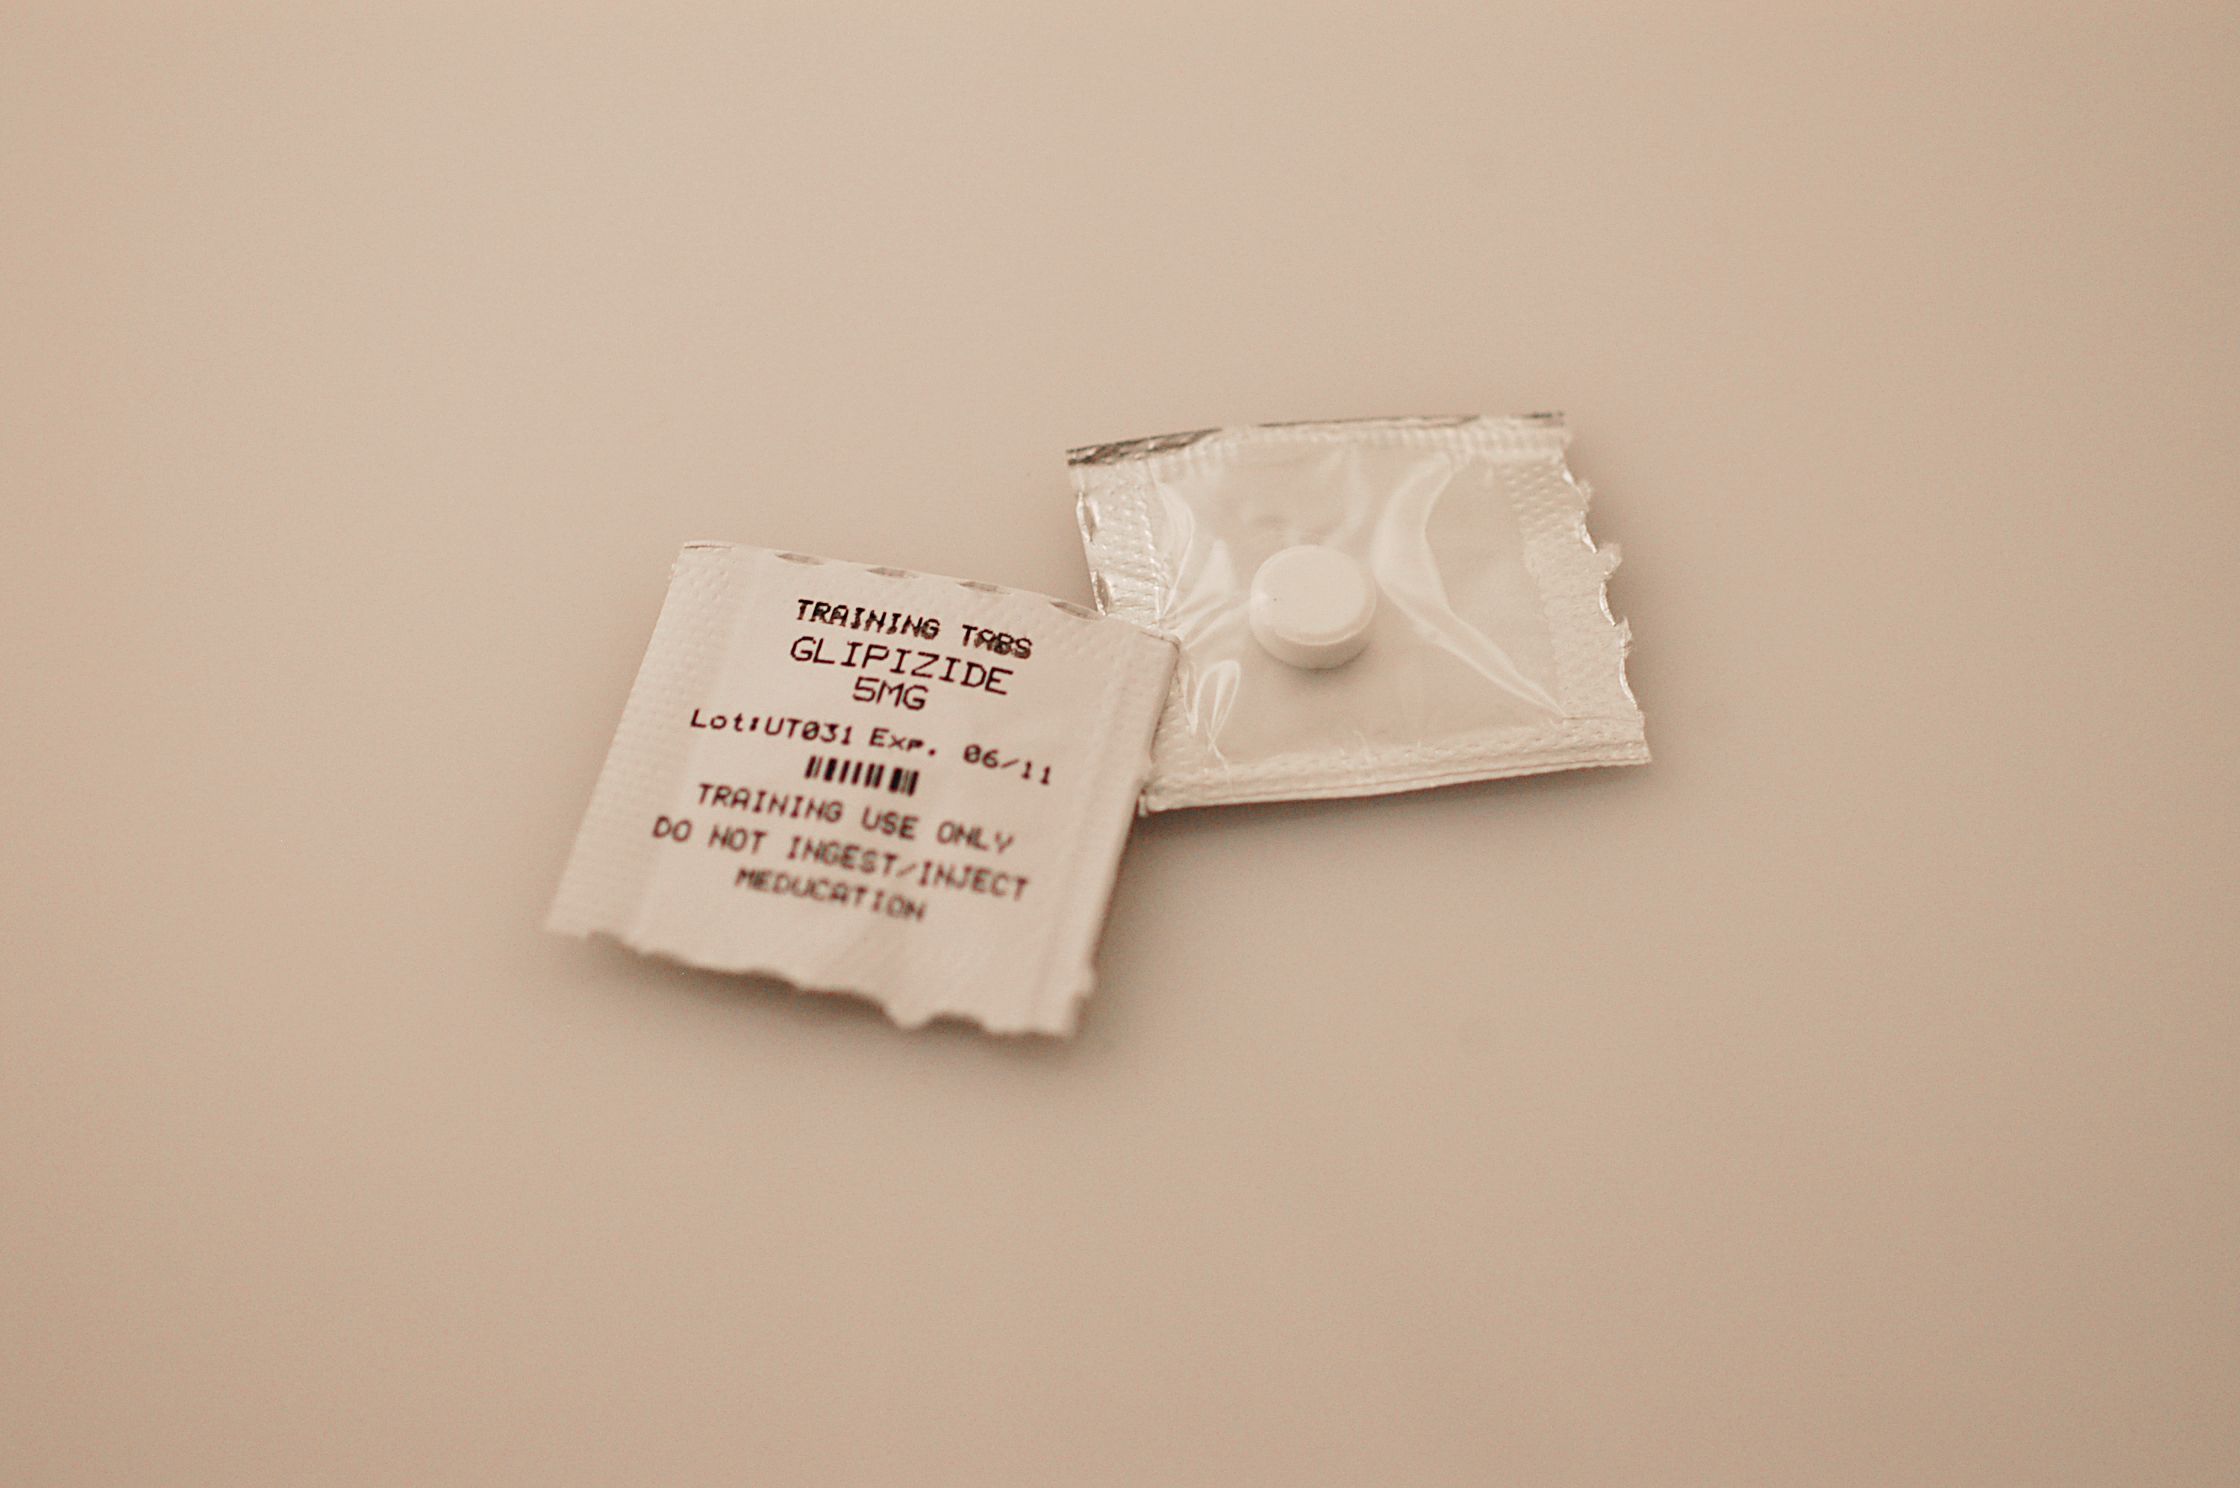 TRAINING TABS
GLIPIZIDE
5MG
Lot:UT031 Exp. 06/11
TRAINING USE ONLY
DO NOT INGEST/INJECT
MEDUCATION